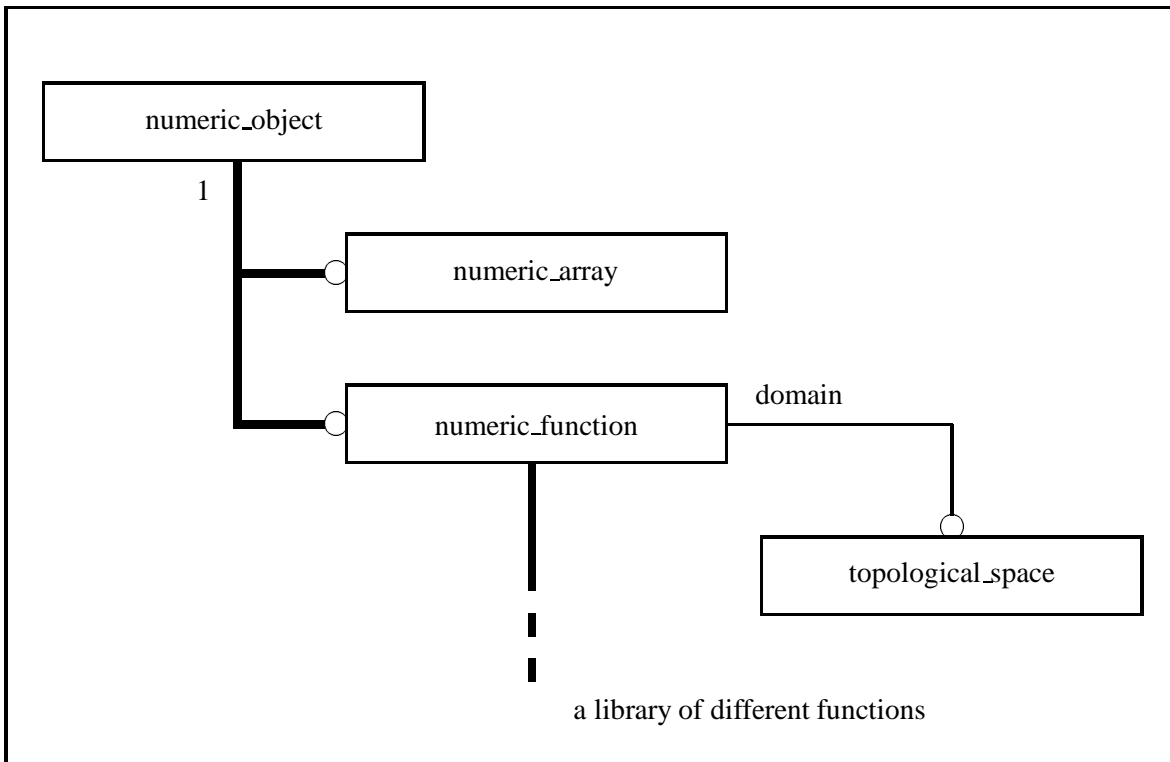 numeric_object
1
numeric_array
domain
numeric_function
topological_space
a library of different functions